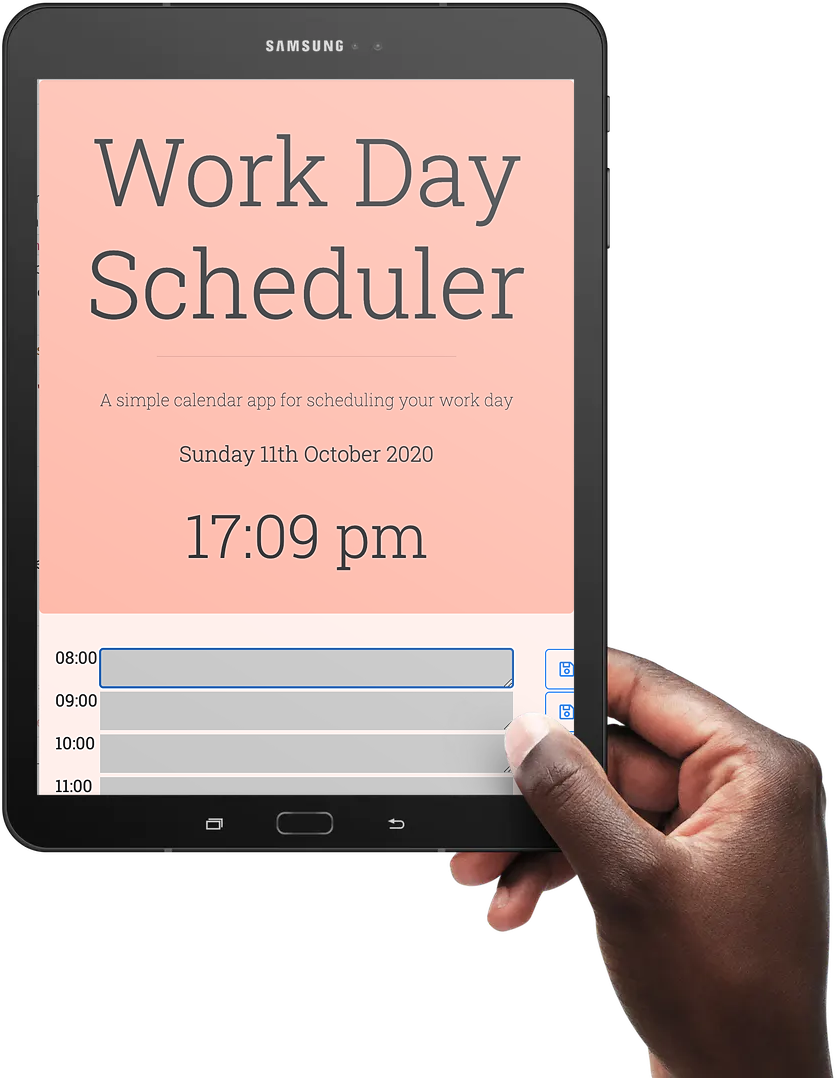 SAMSUNG
Work Day
Scheduler
A simple calendar app for scheduling your work day
Sunday 11th October 2020
17:09 pm
08:00
09:00
10:00
11:00